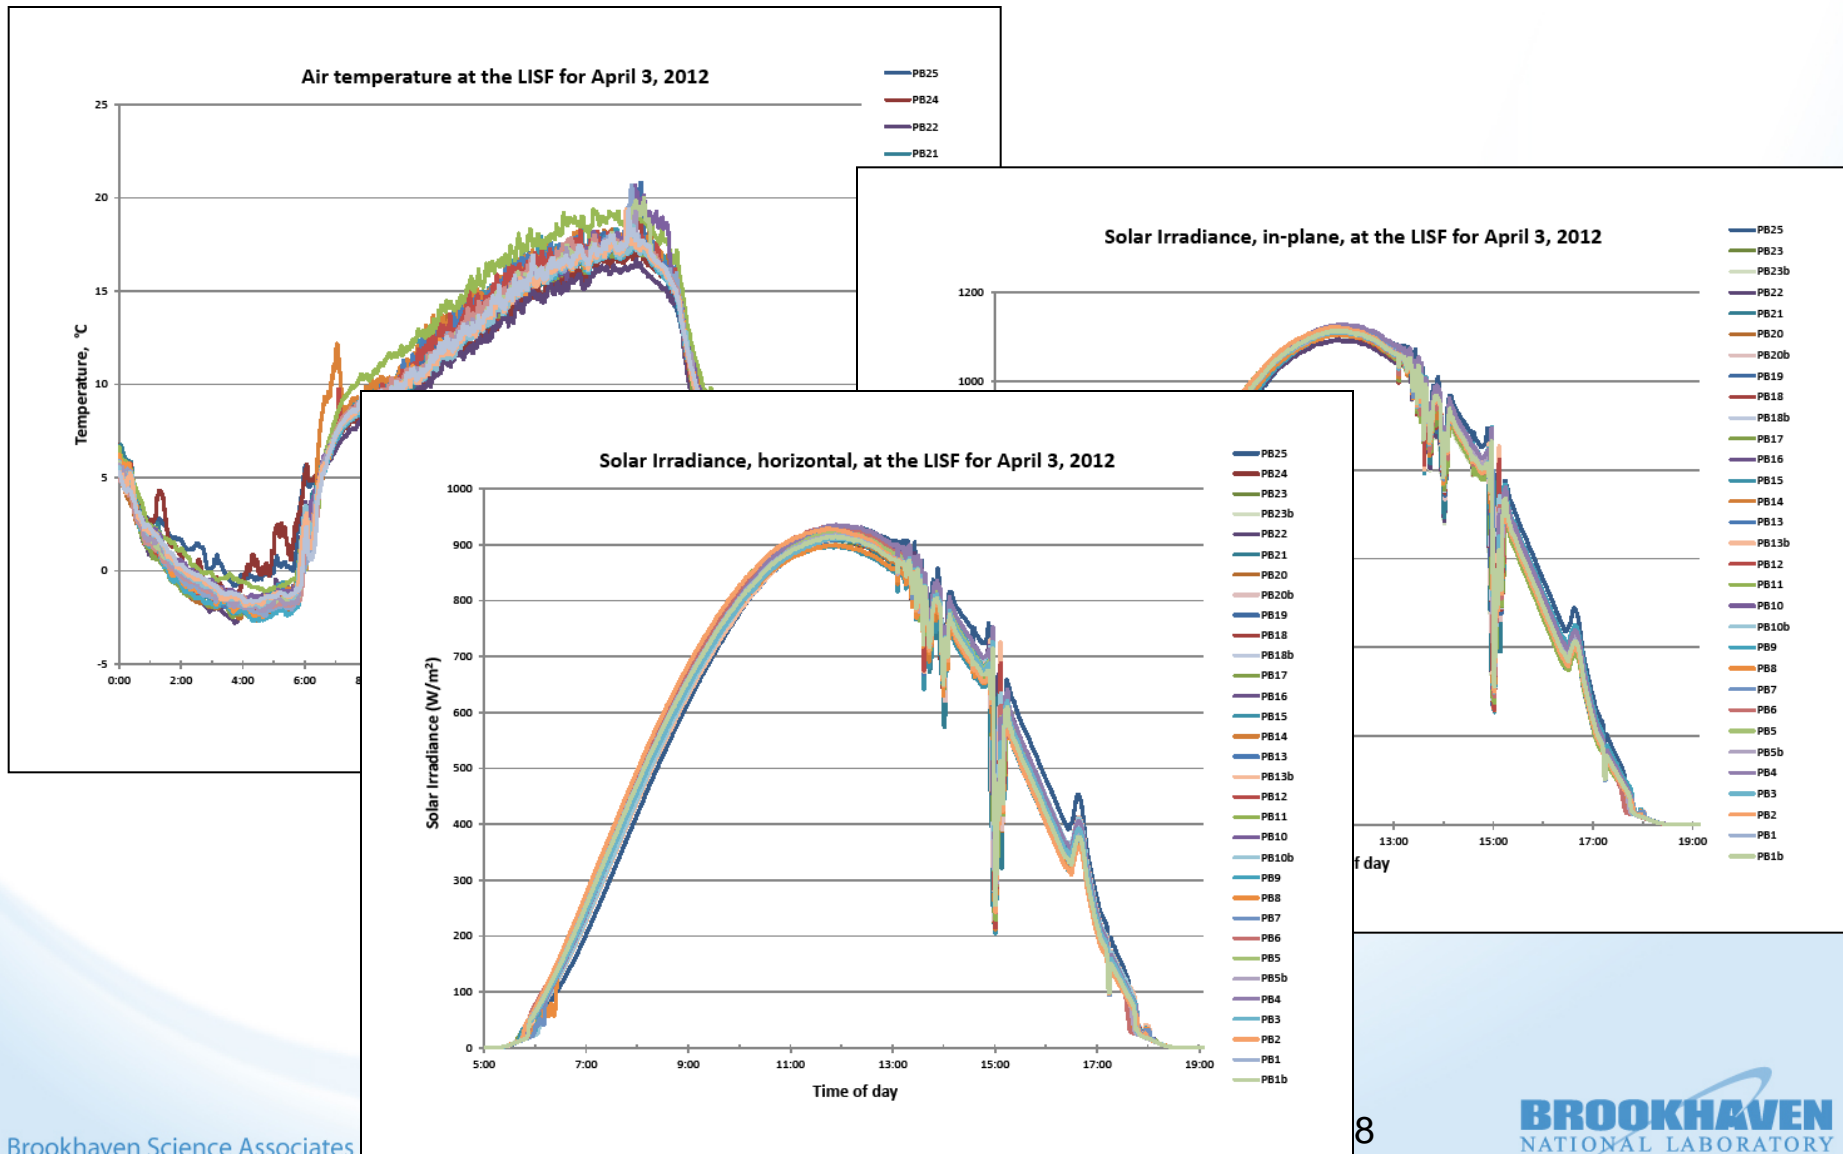 Air temperature at the LISF for April 3, 2012
PB25
PB24
PB22
PB21
25
20
15
10
5
0
-5
Temperature, °C
0:00
2:00
4:00
6:00
8
Solar Irradiance, in-plane, at the LISF for April 3, 2012
1200
1000
13:00
15:00
17:00
19:00
f day
PB25
PB23
PB23b
PB22
PB21
PB20
PB20b
PB19
PB18
PB18b
PB17
PB16
PB15
PB14
PB13
PB13b
PB12
PB11
PB10
PB10b
PB9
PB8
PB7
PB6
PB5
PB5b
PB4
PB3
PB2
PB1
PB1b
Solar Irradiance, horizontal, at the LISF for April 3, 2012
1000
900
800
700
600
500
400
300
200
100
0
Solar Irradiance (W/m²)
5:00
7:00
9:00
11:00
13:00
15:00
17:00
19:00
Time of day
PB25
PB24
PB23
PB23b
PB22
PB21
PB20
PB20b
PB19
PB18
PB18b
PB17
PB16
PB15
PB14
PB13
PB13b
PB12
PB11
PB10
PB10b
PB9
PB8
PB7
PB6
PB5
PB5b
PB4
PB3
PB2
PB1
PB1b
Brookhaven Science Associates
8
BROOKHAVEN
NATIONAL LABORATORY